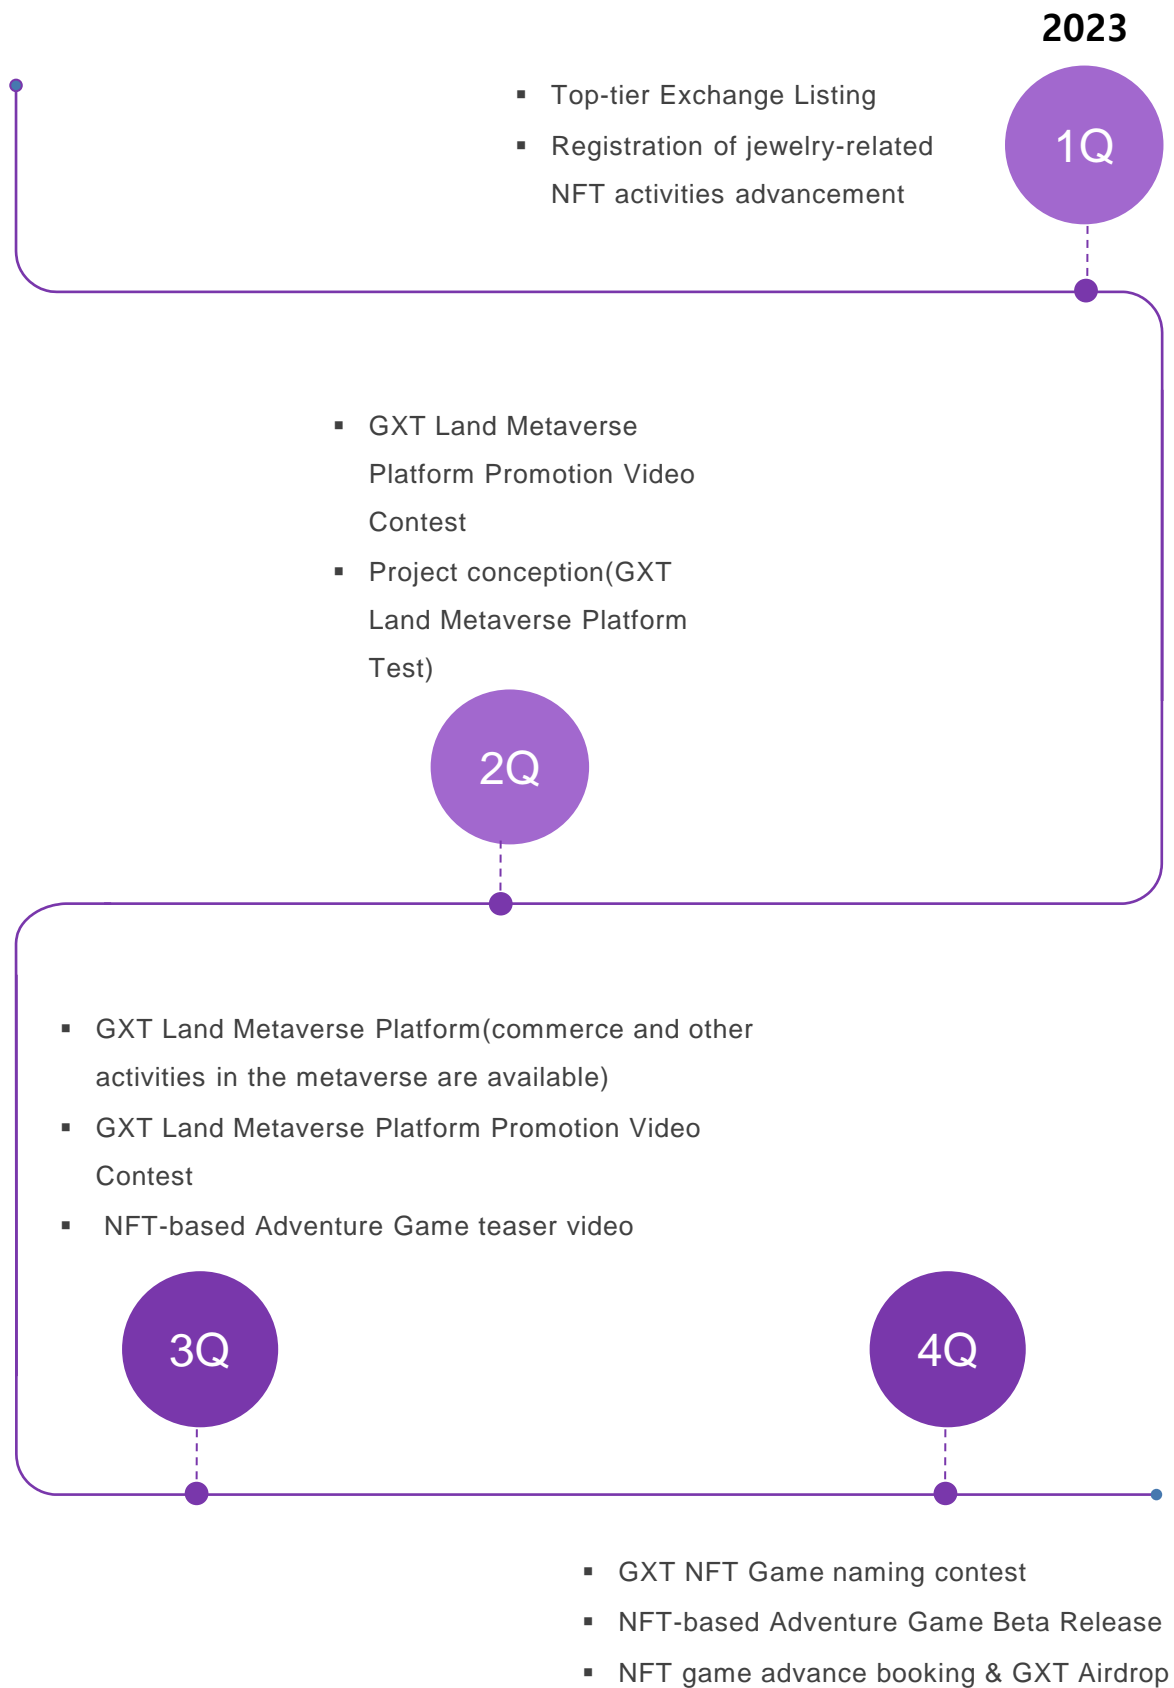 2023
▪ Top-tier Exchange Listing
▪ Registration of jewelry-related
NFT activities advancement
1Q
▪ GXT Land Metaverse
Platform Promotion Video
Contest
▪ Project conception(GXT
Land Metaverse Platform
Test)
2Q
▪ GXT Land Metaverse Platform(commerce and other
activities in the metaverse are available)
▪ GXT Land Metaverse Platform Promotion Video
Contest
▪ NFT-based Adventure Game teaser video
3Q
4Q
▪ GXT NFT Game naming contest
▪ NFT-based Adventure Game Beta Release
▪ NFT game advance booking & GXT Airdrop